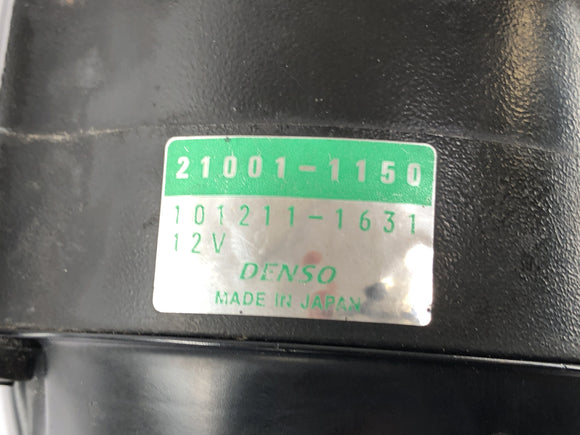 21001-1150
101211-1631
12V
DENSO
MADE IN JAPAN